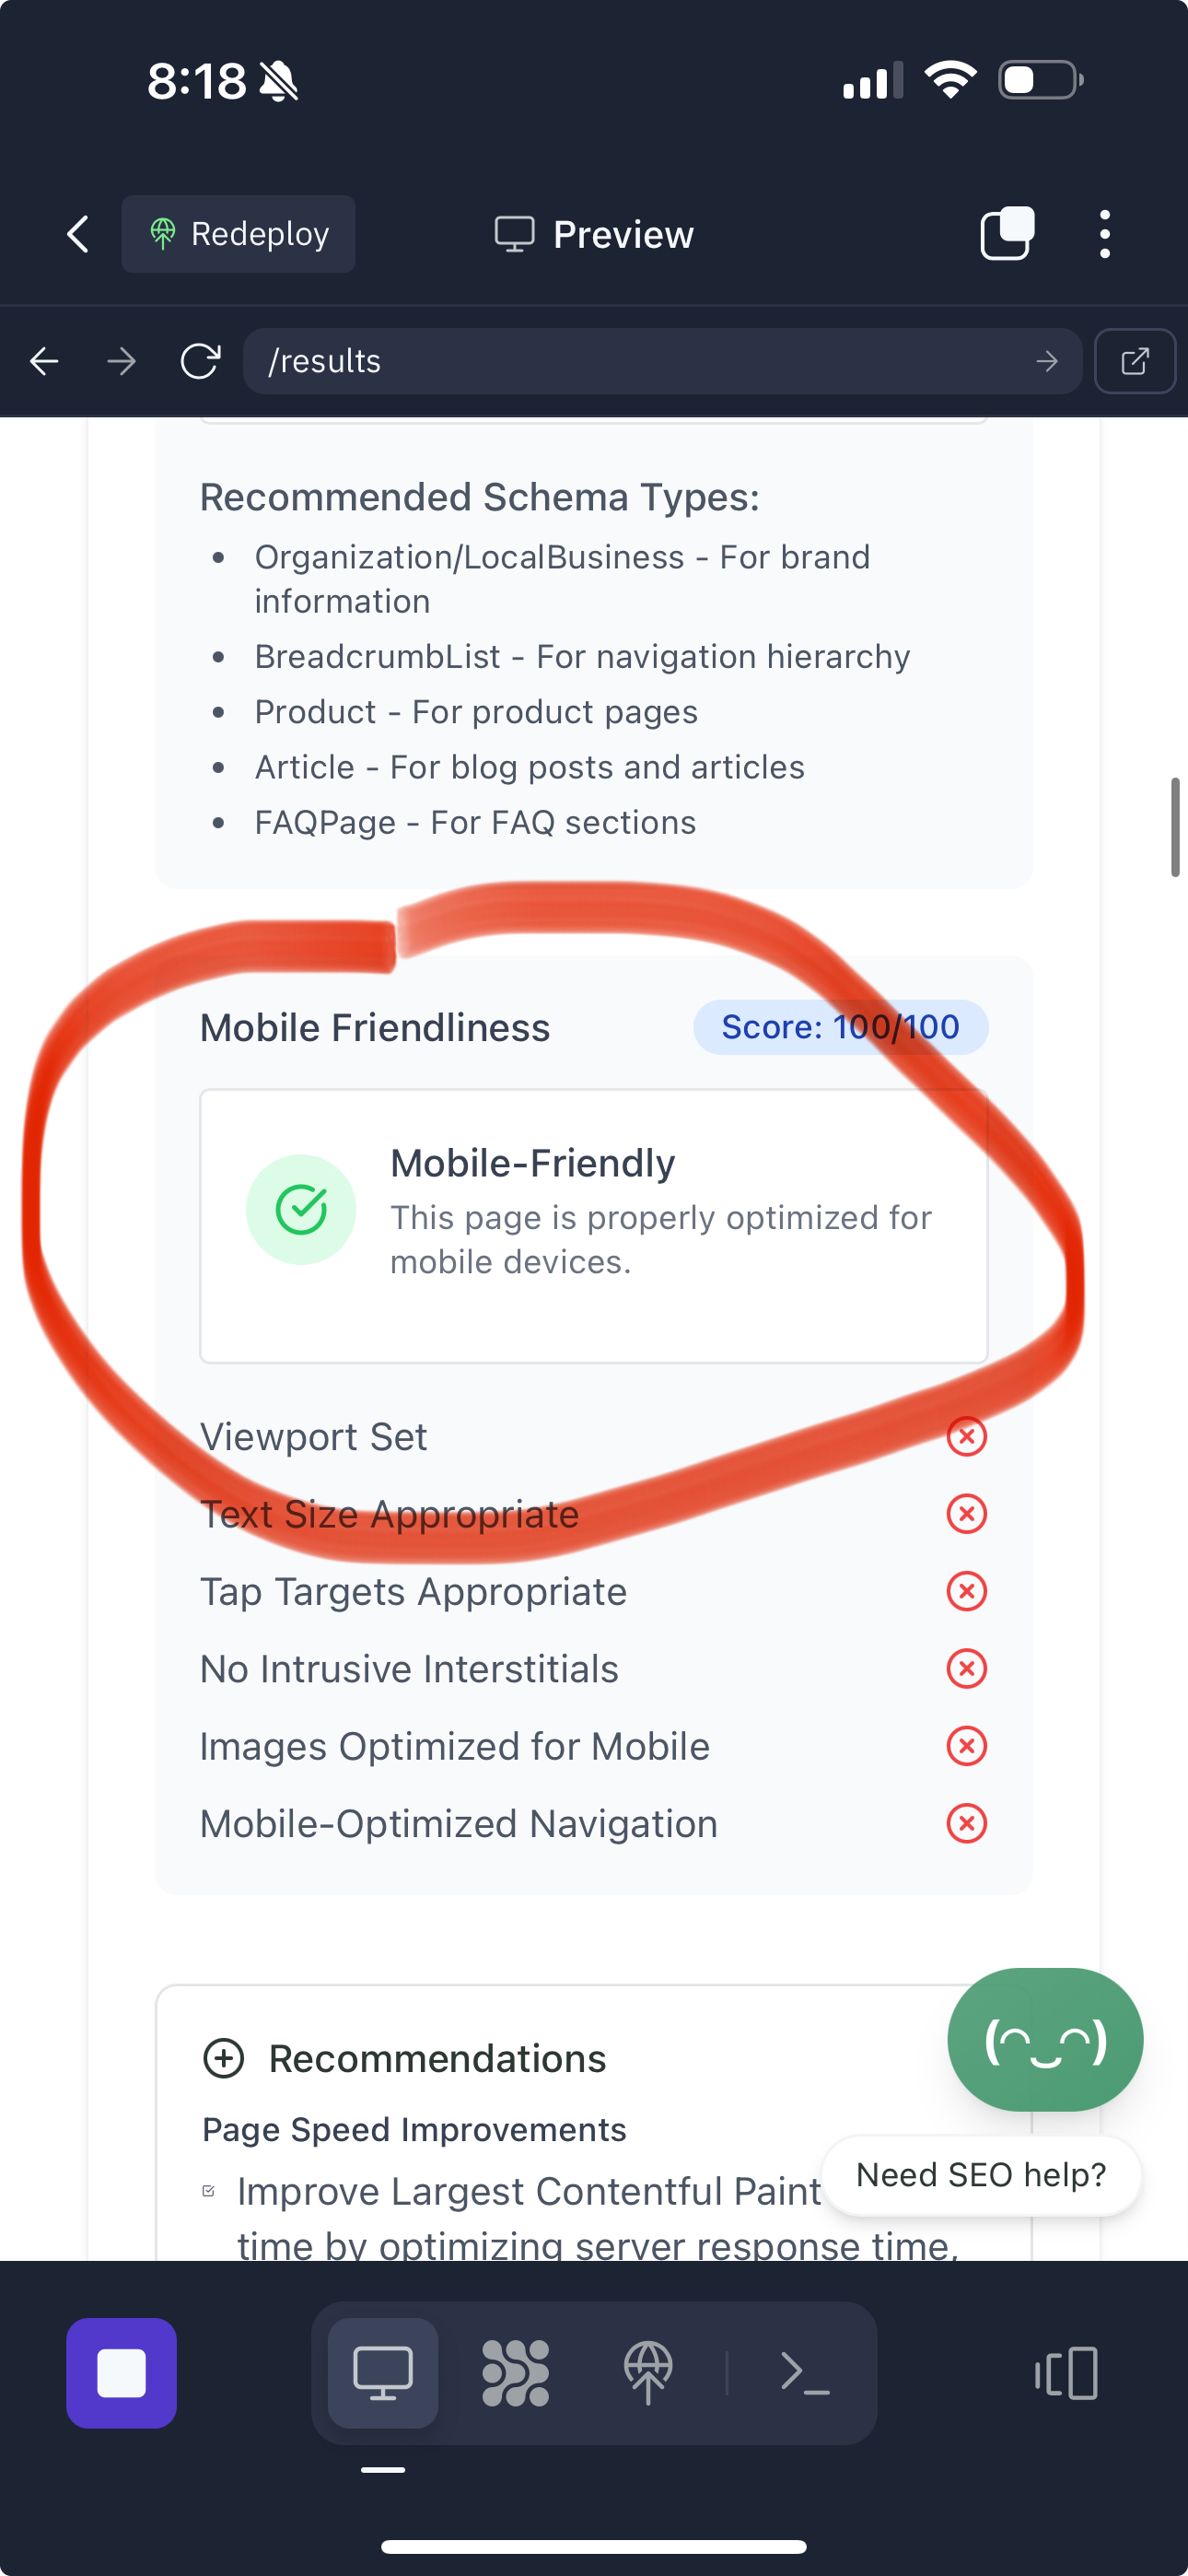 8:18
Redeploy
Preview
/results
Recommended Schema Types:
• Organization/LocalBusiness - For brand
information
• BreadcrumbList - For navigation hierarchy
• Product - For product pages
• Article - For blog posts and articles
• FAQPage - For FAQ sections
Mobile Friendliness
Score: 100/100
Mobile-Friendly
This page is properly optimized for
mobile devices.
Viewport Set
Text Size Appropriate
Tap Targets Appropriate
No Intrusive Interstitials
Images Optimized for Mobile
Mobile-Optimized Navigation
Recommendations
Page Speed Improvements
Improve Largest Contentful Paint
time by optimizing server response time,
Need SEO help?